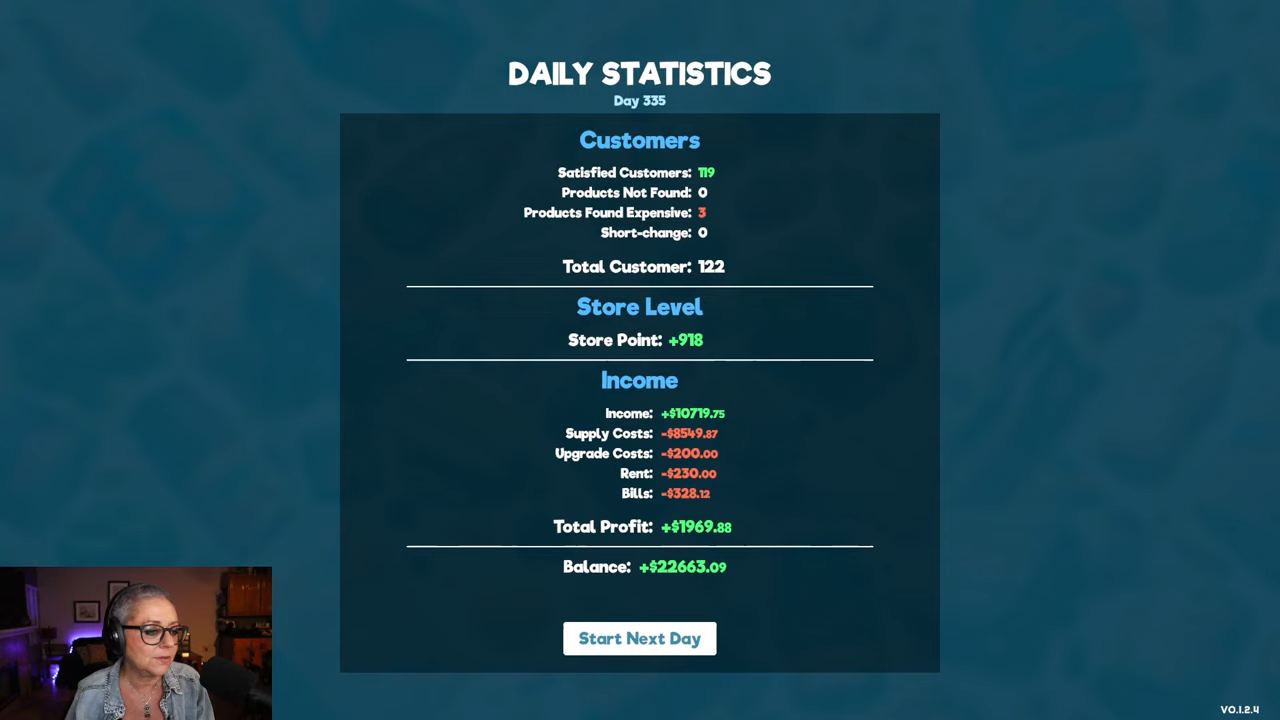 DAILY STATISTICS
Day 335
Customers
Satisfied Customers: 119
Products Not Found: 0
Products Found Expensive: 3
Short-change: 0
Total Customer: 122
Store Level
Store Point: +918
Income
Income: +$10719.75
Supply Costs: -$8549.87
Upgrade Costs: -$200.00
Rent: -$230.00
Bills: -$328.12
Total Profit: +$1969.88
Balance: +$22663.09
Start Next Day
V0.1.2.4